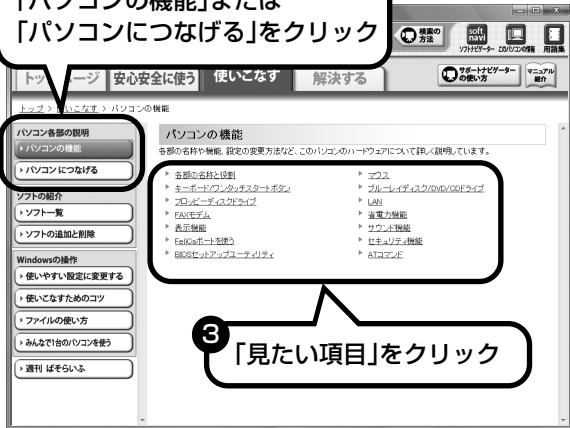 「パソコンの機能」または
「パソコンにつなげる」をクリック
検索の方法
soft navi
ソフトナビゲーター
このパソコンの情報
用語集
安心安全に使う
使いこなす
解決する
サポートナビゲーターの使い方
マニュアル紹介
トップ > 使いこなす > パソコンの機能
パソコン各部の説明
パソコンの機能
パソコンにつなげる
ソフトの紹介
ソフト一覧
ソフトの追加と削除
Windowsの操作
使いやすい設定に変更する
使いこなすためのコツ
ファイルの使い方
みんなで1台のパソコンを使う
週刊 ぱそらいふ
パソコンの機能
各部の名称や機能、設定の変更方法など、このパソコンのハードウェアについて詳しく説明しています。
各部の名称と役割
キーボード/ワンタッチスタートボタン
フロッピーディスクドライブ
FAXモデム
表示機能
FeliCaポートを使う
BIOSセットアップユーティリティ
マウス
ブルーレイディスク/DVD/CDドライブ
LAN
省電力機能
サウンド機能
セキュリティ機能
ATコマンド
3
「見たい項目」をクリック